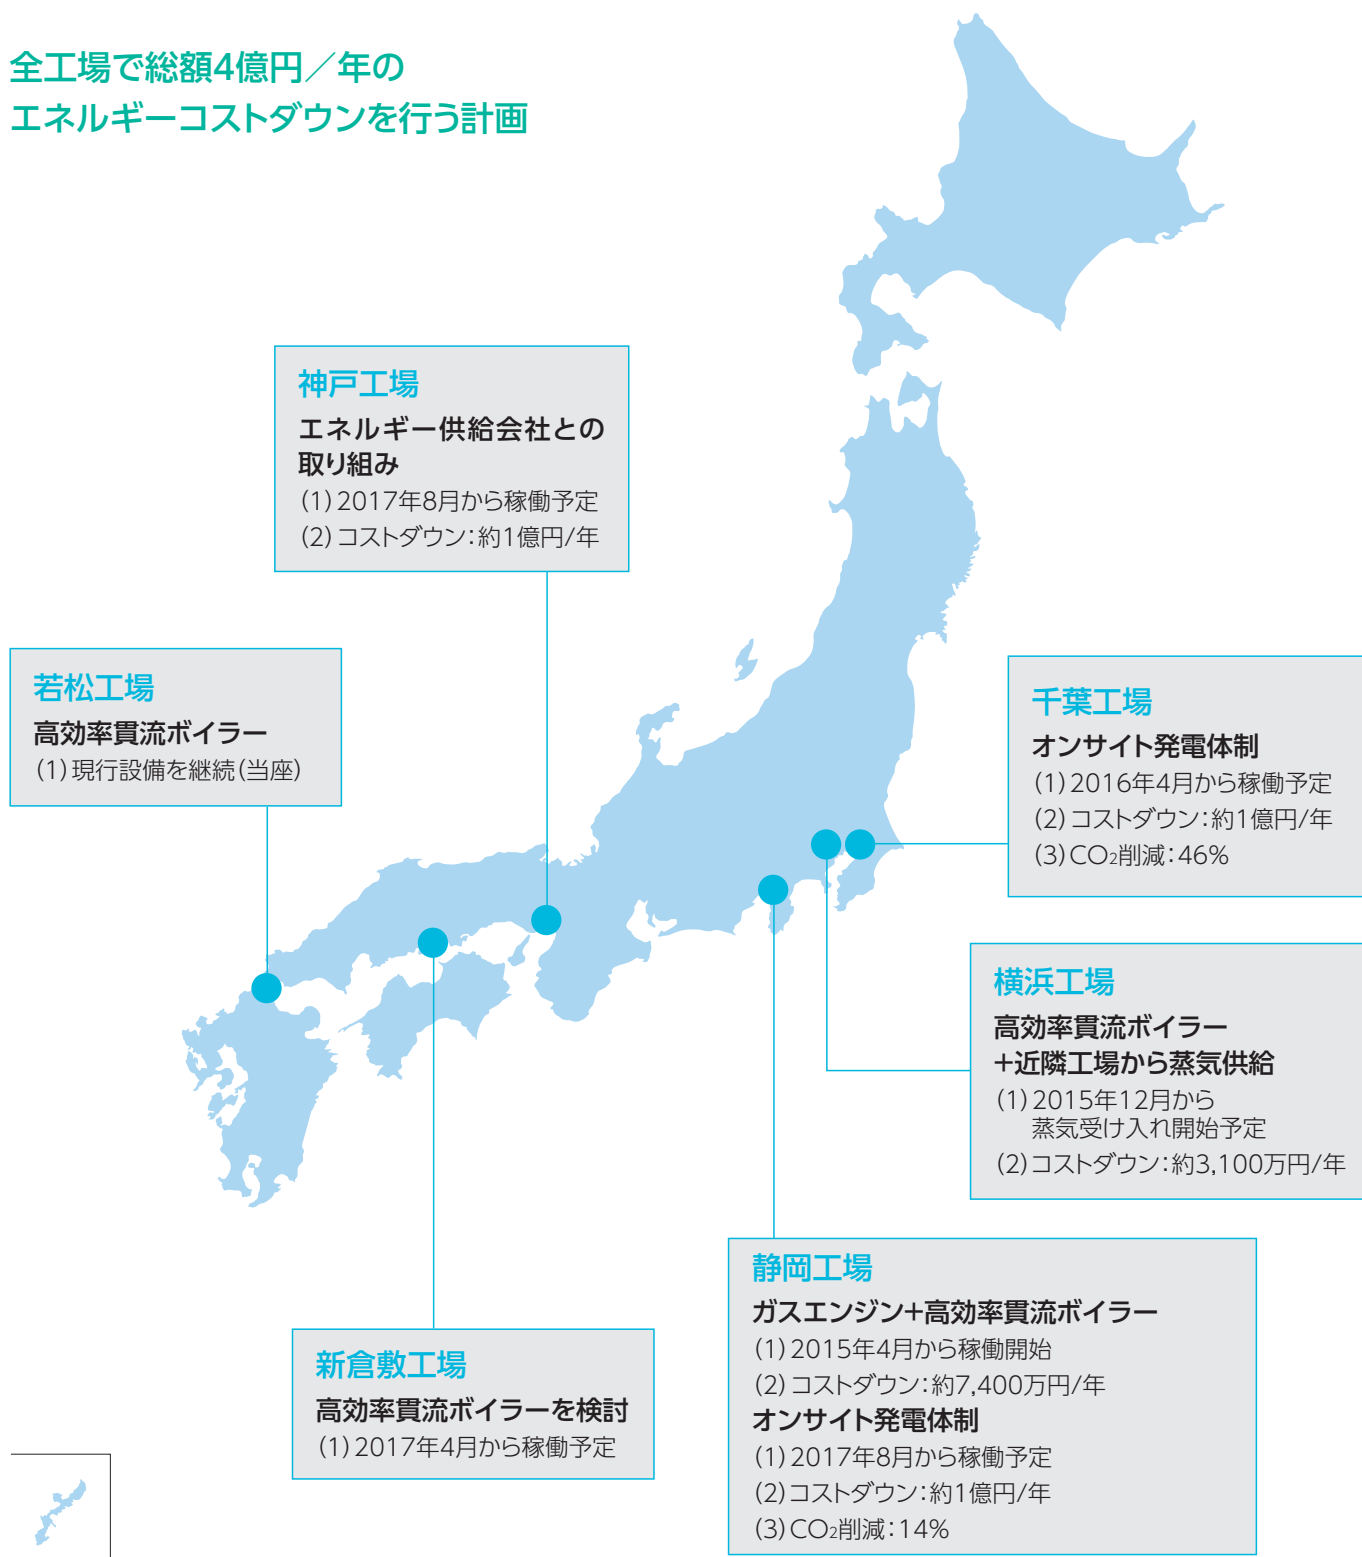 全工場で総額4億円／年の
エネルギーコストダウンを行う計画
神戸工場
エネルギー供給会社との
取り組み
(1) 2017年8月から稼働予定
(2) コストダウン：約1億円/年
若松工場
高効率貫流ボイラー
(1) 現行設備を継続(当座)
千葉工場
オンサイト発電体制
(1) 2016年4月から稼働予定
(2) コストダウン：約1億円/年
(3) CO₂削減：46%
横浜工場
高効率貫流ボイラー
+近隣工場から蒸気供給
(1) 2015年12月から
蒸気受け入れ開始予定
(2) コストダウン：約3,100万円/年
静岡工場
ガスエンジン+高効率貫流ボイラー
(1) 2015年4月から稼働開始
(2) コストダウン：約7,400万円/年
オンサイト発電体制
(1) 2017年8月から稼働予定
(2) コストダウン：約1億円/年
(3) CO₂削減：14%
新倉敷工場
高効率貫流ボイラーを検討
(1) 2017年4月から稼働予定